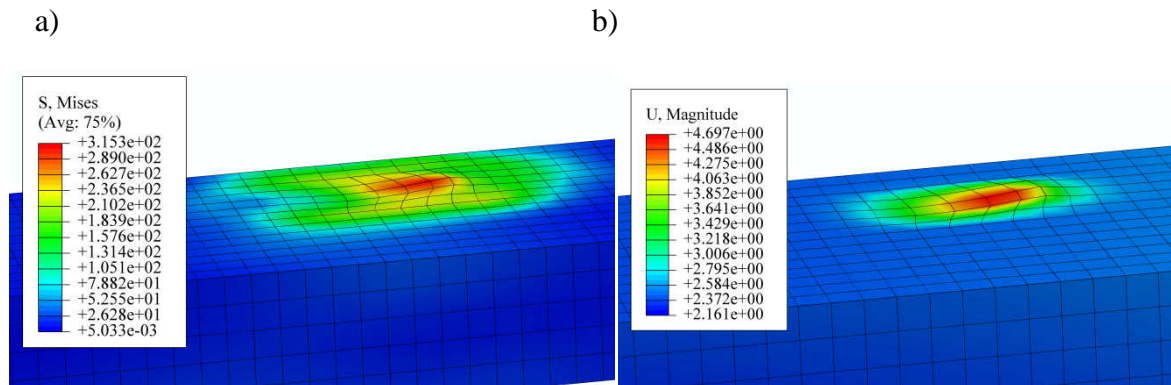 a)
b)
S, Mises
(Avg: 75%)
+3.153e+02
+2.890e+02
+2.627e+02
+2.365e+02
+2.102e+02
+1.839e+02
+1.576e+02
+1.314e+02
+1.051e+02
+7.882e+01
+5.255e+01
+2.628e+01
+5.033e-03
U, Magnitude
+4.697e+00
+4.486e+00
+4.275e+00
+4.063e+00
+3.852e+00
+3.641e+00
+3.429e+00
+3.218e+00
+3.006e+00
+2.795e+00
+2.584e+00
+2.372e+00
+2.161e+00